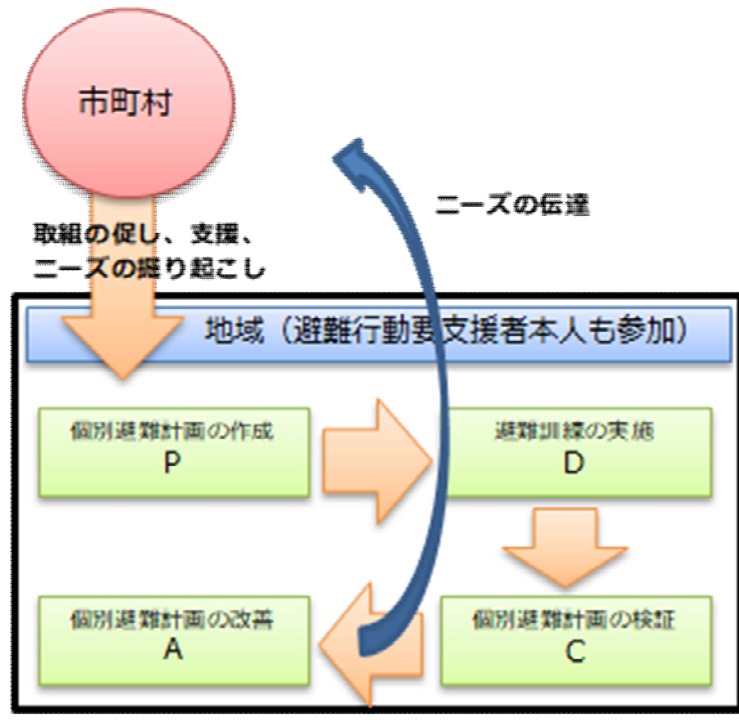 市町村
取組の促し、支援、
ニーズの掘り起こし
ニーズの伝達
地域（避難行動要支援者本人も参加）
個別避難計画の作成
P
避難訓練の実施
D
個別避難計画の改善
A
個別避難計画の検証
C